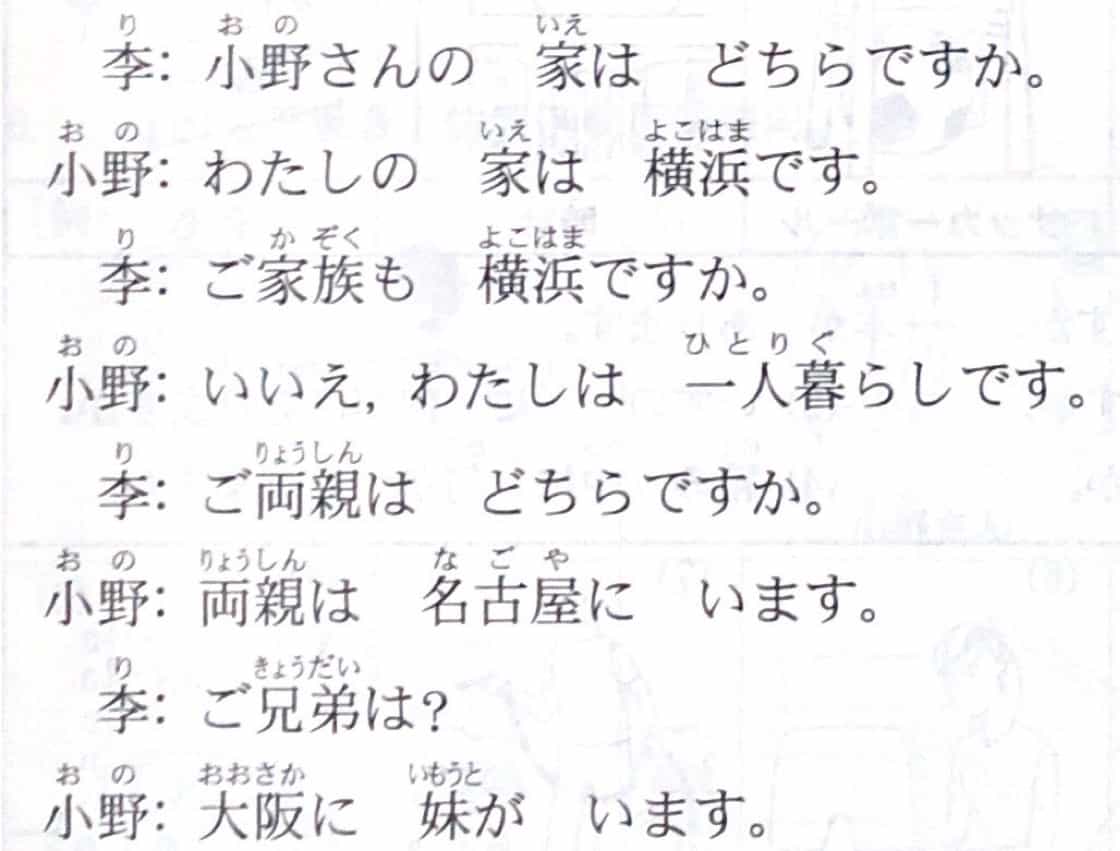 李: 小野さんの 家は どちらですか。
小野: わたしの 家は 横浜です。
李: ご家族も 横浜ですか。
小野: いいえ, わたしは 一人暮らしです。
李: ご両親は どちらですか。
小野: 両親は 名古屋に います。
李: ご兄弟は?
小野: 大阪に 妹が います。